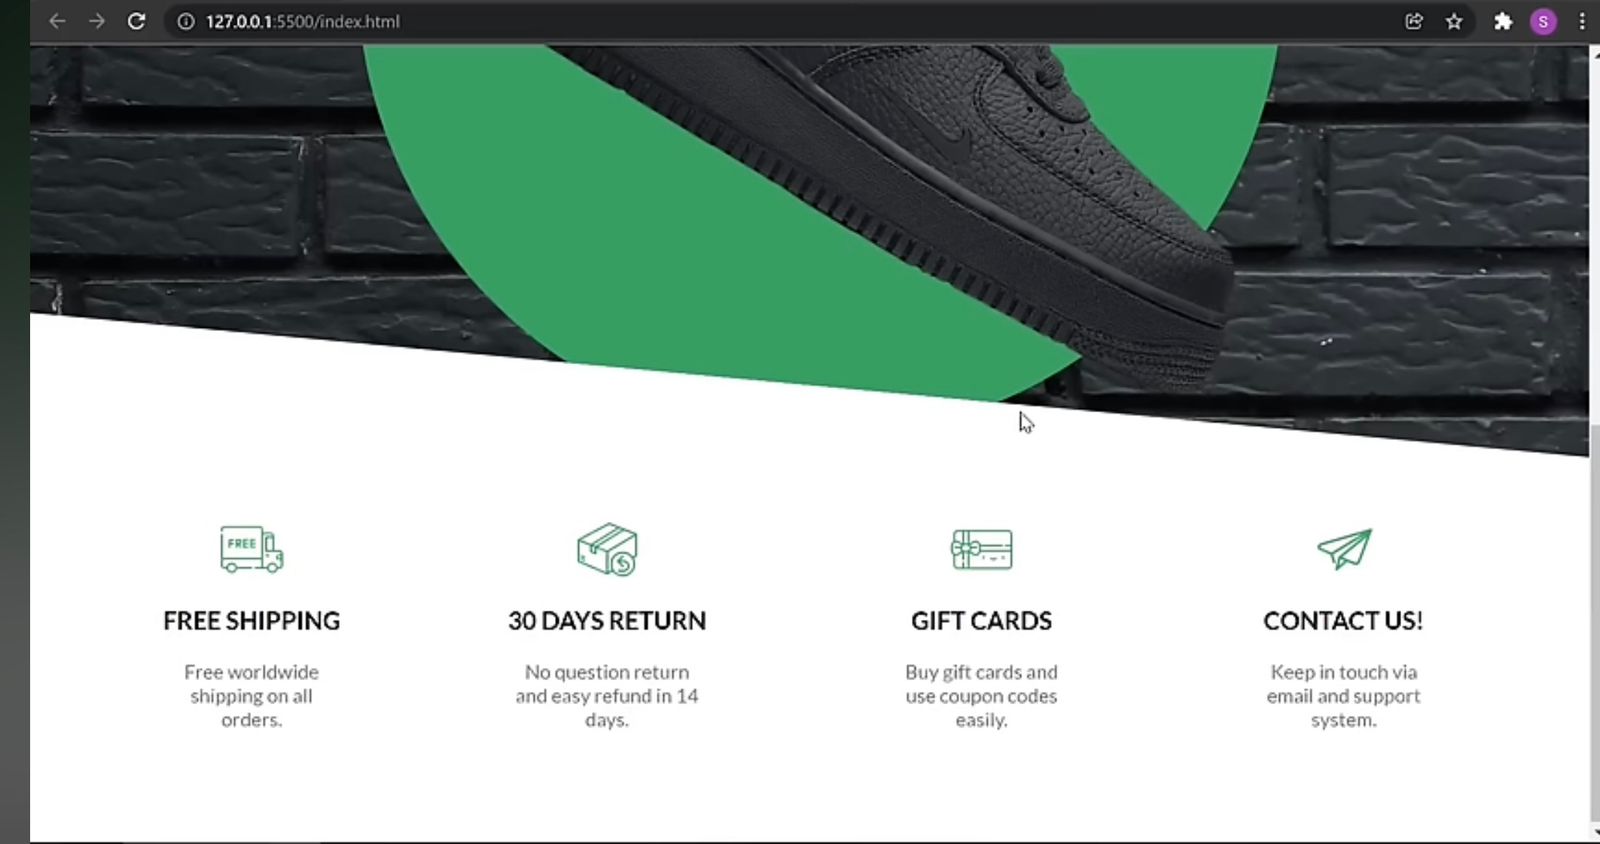 127.0.0.1:5500/index.html
S
FREE
FREE SHIPPING
Free worldwide
shipping on all
orders.
30 DAYS RETURN
No question return
and easy refund in 14
days.
GIFT CARDS
Buy gift cards and
use coupon codes
easily.
CONTACT US!
Keep in touch via
email and support
system.